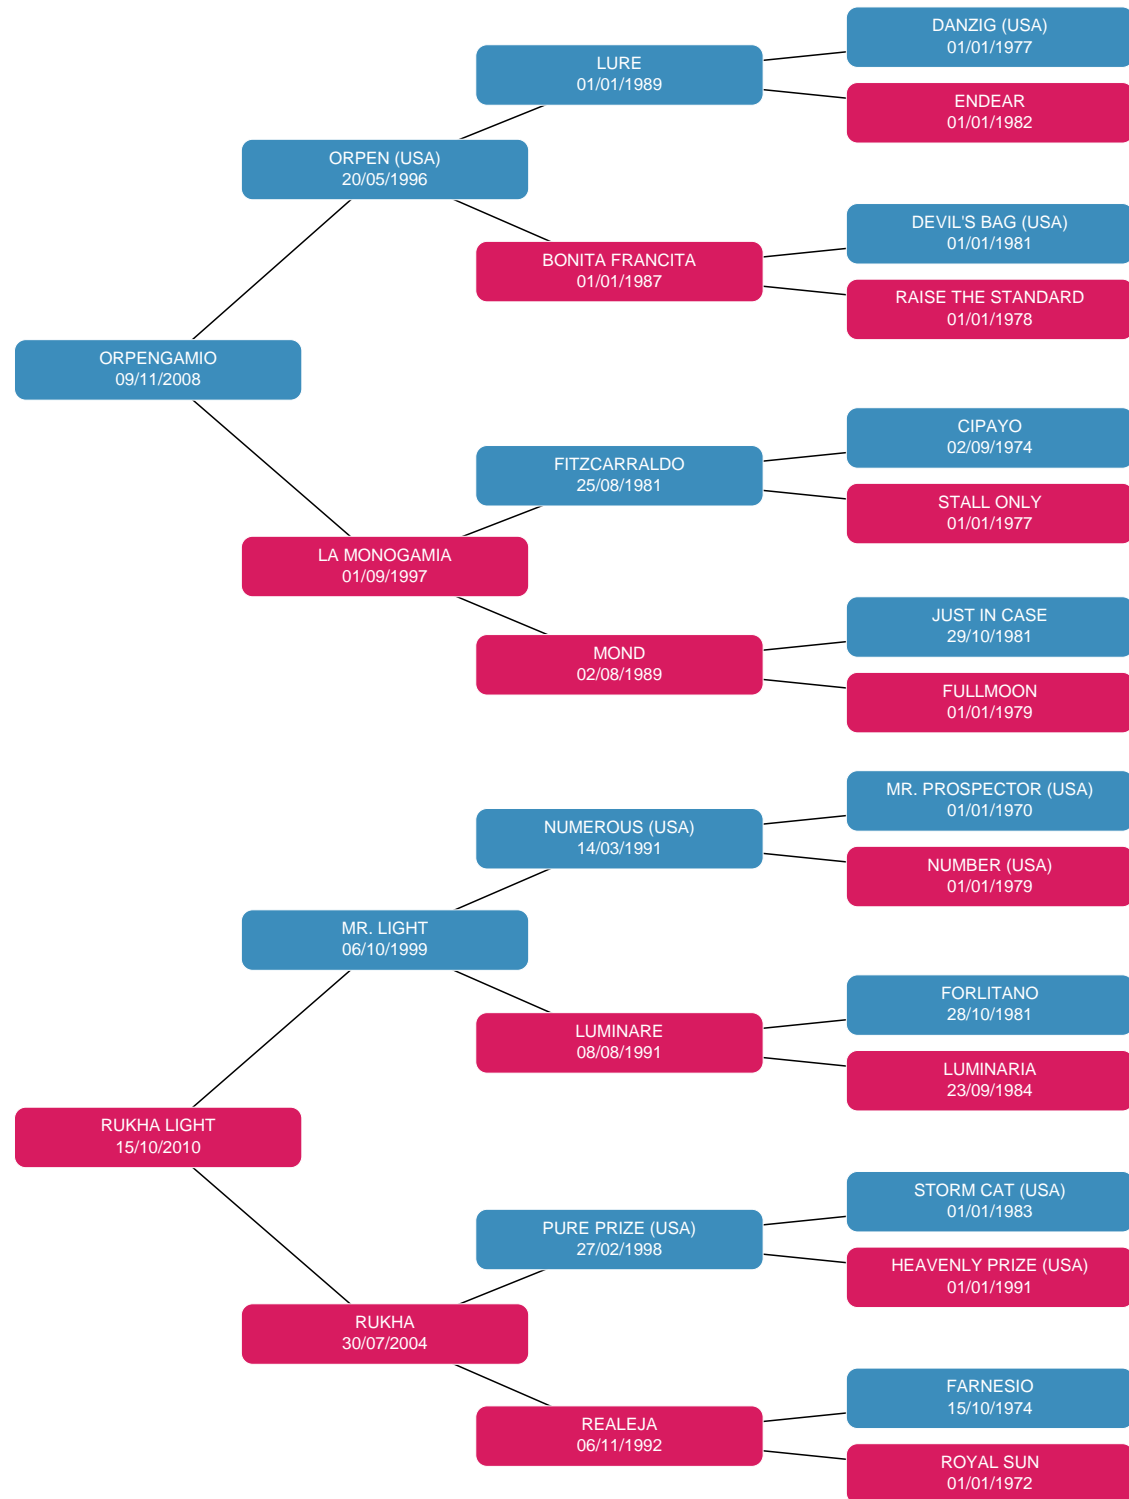 DANZIG (USA)
01/01/1977
LURE
01/01/1989
ENDEAR
01/01/1982
ORPEN (USA)
20/05/1996
DEVIL'S BAG (USA)
01/01/1981
BONITA FRANCITA
01/01/1987
RAISE THE STANDARD
01/01/1978
ORPENGAMIO
09/11/2008
CIPAYO
02/09/1974
FITZCARRALDO
25/08/1981
STALL ONLY
01/01/1977
LA MONOGAMIA
01/09/1997
JUST IN CASE
29/10/1981
MOND
02/08/1989
FULLMOON
01/01/1979
MR. PROSPECTOR (USA)
01/01/1970
NUMEROUS (USA)
14/03/1991
NUMBER (USA)
01/01/1979
MR. LIGHT
06/10/1999
FORLITANO
28/10/1981
LUMINARE
08/08/1991
LUMINARIA
23/09/1984
RUKHA LIGHT
15/10/2010
STORM CAT (USA)
01/01/1983
PURE PRIZE (USA)
27/02/1998
HEAVENLY PRIZE (USA)
01/01/1991
RUKHA
30/07/2004
FARNESIO
15/10/1974
REALEJA
06/11/1992
ROYAL SUN
01/01/1972